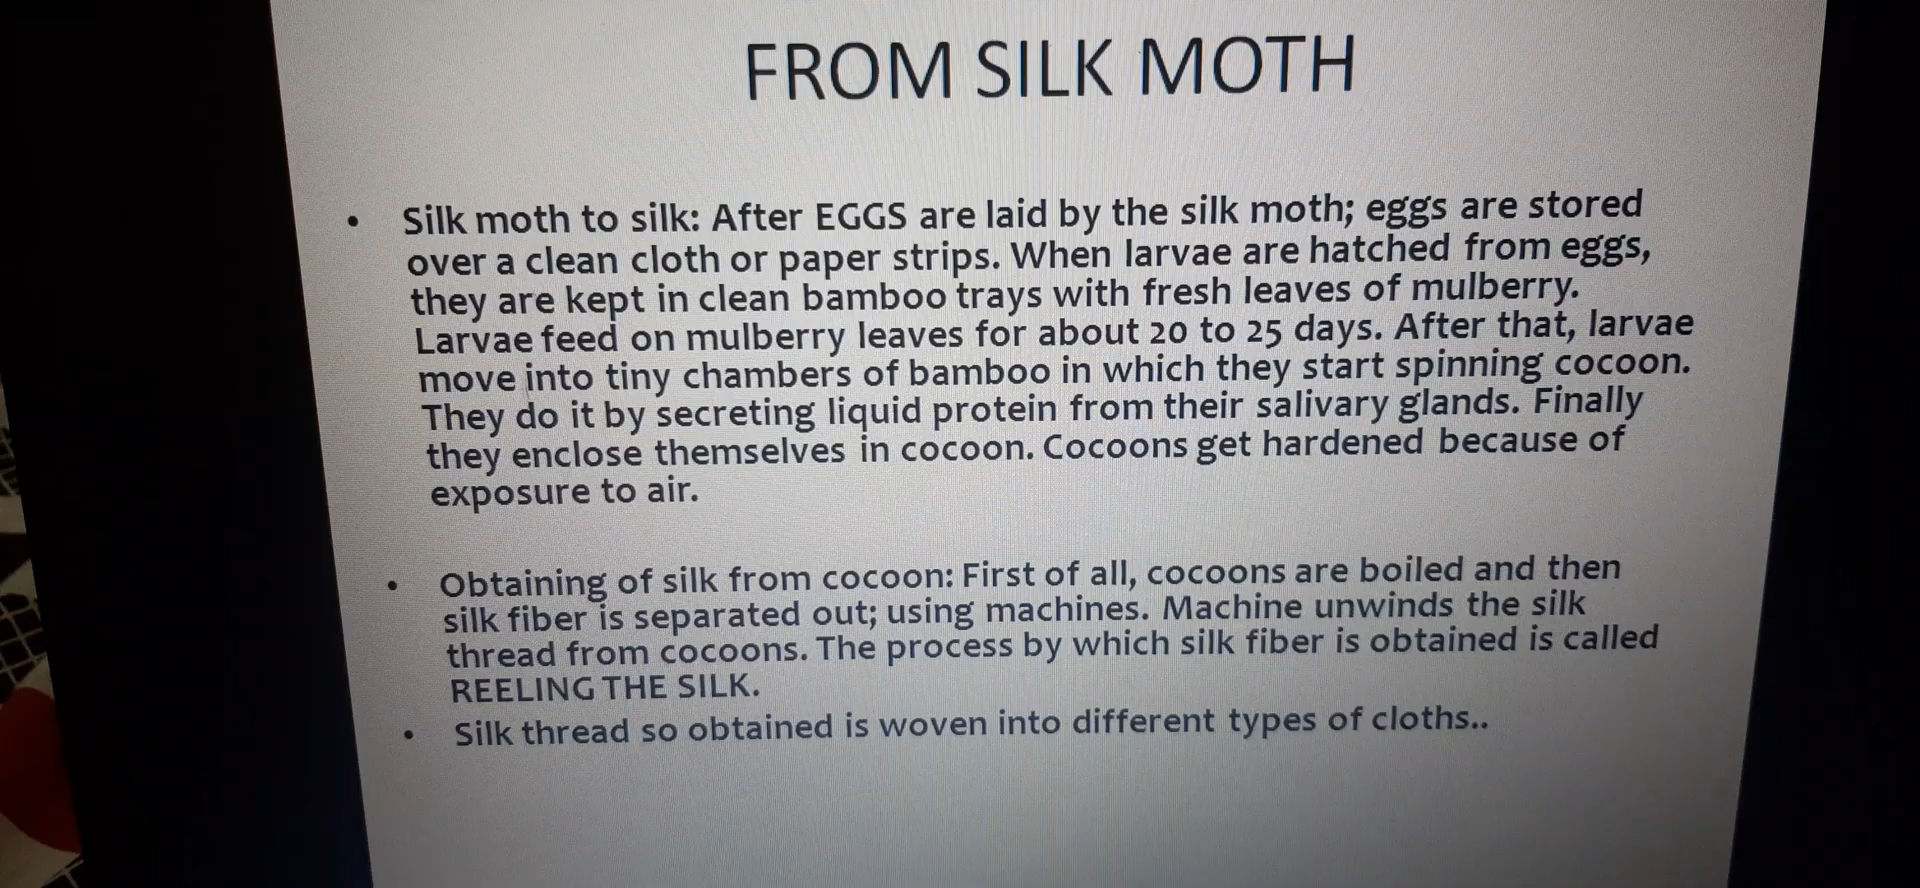 FROM SILK MOTH
• Silk moth to silk: After EGGS are laid by the silk moth; eggs are stored
over a clean cloth or paper strips. When larvae are hatched from eggs,
they are kept in clean bamboo trays with fresh leaves of mulberry.
Larvae feed on mulberry leaves for about 20 to 25 days. After that, larvae
move into tiny chambers of bamboo in which they start spinning cocoon.
They do it by secreting liquid protein from their salivary glands. Finally
they enclose themselves in cocoon. Cocoons get hardened because of
exposure to air.
• Obtaining of silk from cocoon: First of all, cocoons are boiled and then
silk fiber is separated out; using machines. Machine unwinds the silk
thread from cocoons. The process by which silk fiber is obtained is called
REELING THE SILK.
• Silk thread so obtained is woven into different types of cloths..